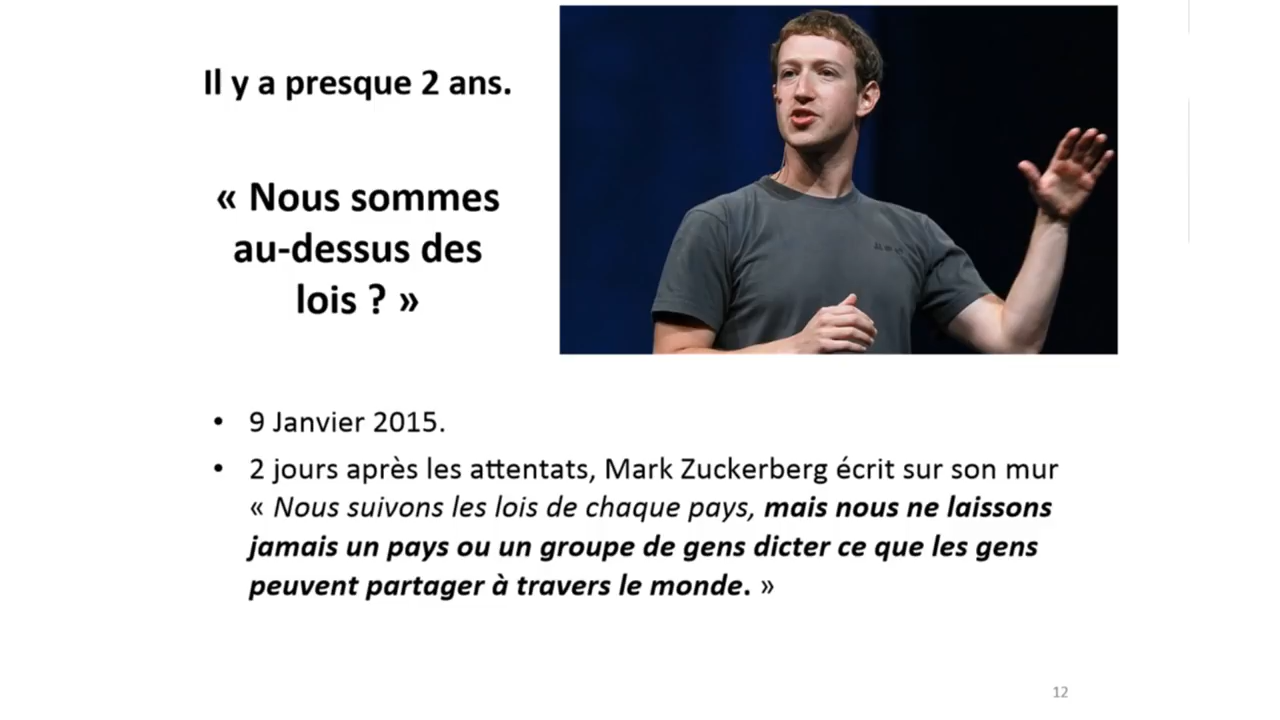 Il y a presque 2 ans.
« Nous sommes
au-dessus des
lois ? »
• 9 Janvier 2015.
• 2 jours après les attentats, Mark Zuckerberg écrit sur son mur
« Nous suivons les lois de chaque pays, mais nous ne laissons
jamais un pays ou un groupe de gens dicter ce que les gens
peuvent partager à travers le monde. »
12